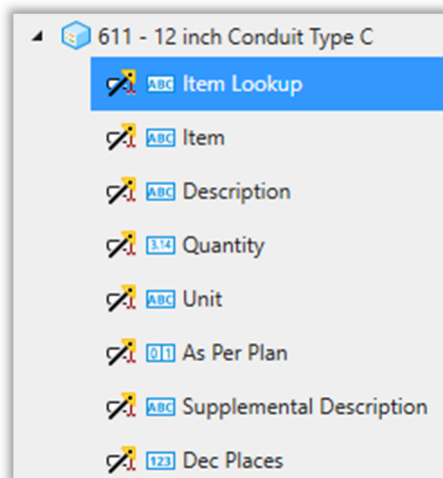 611 - 12 inch Conduit Type C
ABC Item Lookup
ABC Item
ABC Description
3.14 Quantity
ABC Unit
0 1 As Per Plan
ABC Supplemental Description
123 Dec Places